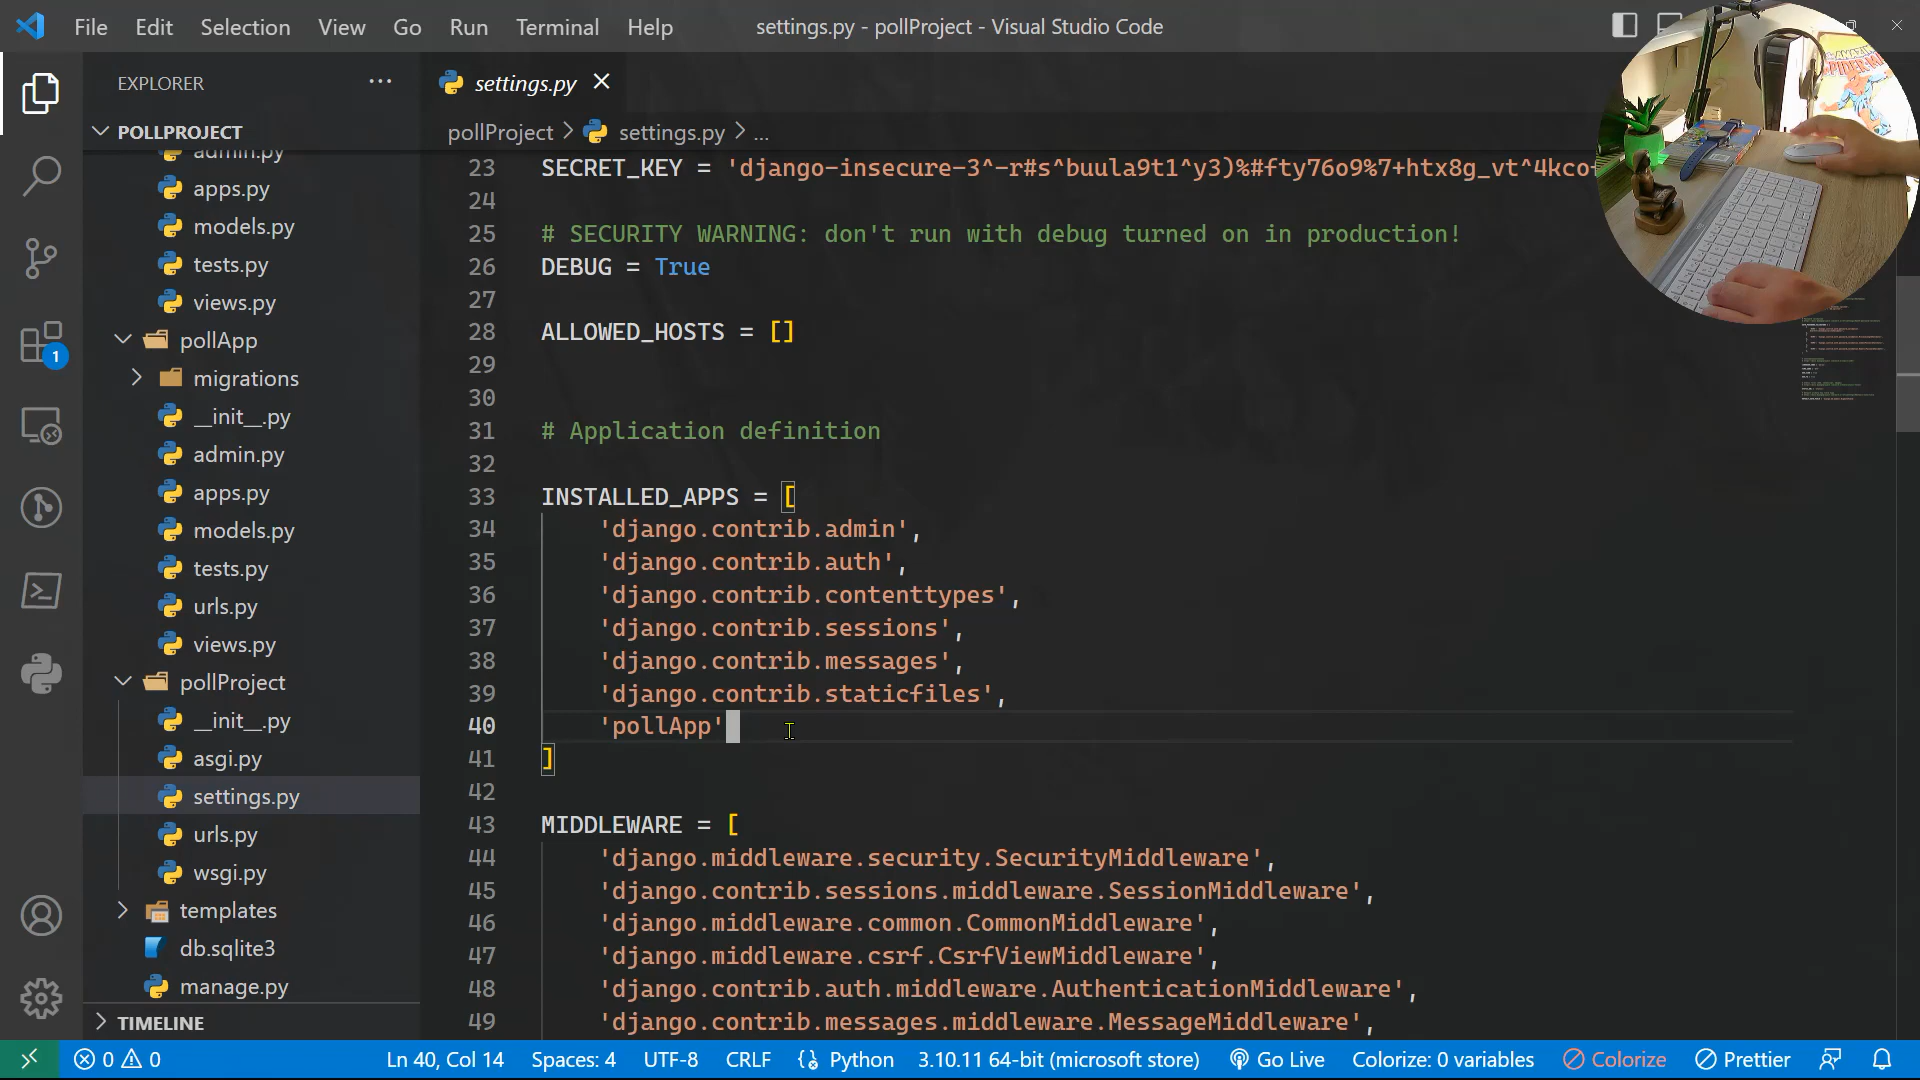 File Edit Selection View Go Run Terminal Help settings.py - pollProject - Visual Studio Code
EXPLORER ···
settings.py
POLLPROJECT
pollProject > settings.py > ...
admin.py
apps.py
models.py
tests.py
views.py
pollApp
migrations
__init__.py
admin.py
apps.py
models.py
tests.py
urls.py
views.py
pollProject
__init__.py
asgi.py
settings.py
urls.py
wsgi.py
templates
db.sqlite3
manage.py
TIMELINE
1
23 SECRET_KEY = 'django-insecure-3^-r#s^buula9t1^y3)%#fty76o9%7+htx8g_vt^4kco+
24
25 # SECURITY WARNING: don't run with debug turned on in production!
26 DEBUG = True
27
28 ALLOWED_HOSTS = []
29
30
31 # Application definition
32
33 INSTALLED_APPS = [
34 'django.contrib.admin',
35 'django.contrib.auth',
36 'django.contrib.contenttypes',
37 'django.contrib.sessions',
38 'django.contrib.messages',
39 'django.contrib.staticfiles',
40 'pollApp'
41 ]
42
43 MIDDLEWARE = [
44 'django.middleware.security.SecurityMiddleware',
45 'django.contrib.sessions.middleware.SessionMiddleware',
46 'django.middleware.common.CommonMiddleware',
47 'django.middleware.csrf.CsrfViewMiddleware',
48 'django.contrib.auth.middleware.AuthenticationMiddleware',
49 'django.contrib.messages.middleware.MessageMiddleware',
0 0 Ln 40, Col 14 Spaces: 4 UTF-8 CRLF {} Python 3.10.11 64-bit (microsoft store) Go Live Colorize: 0 variables Colorize Prettier